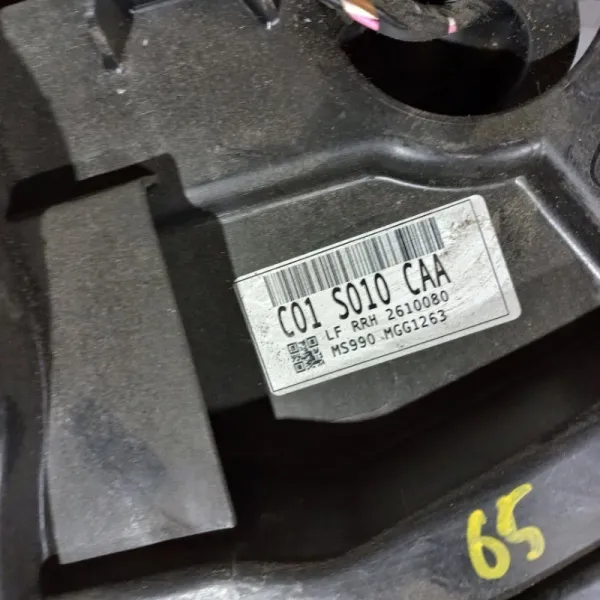 C01 S010 CAA
LF RRH 2610080
MS990 MGG1263
65